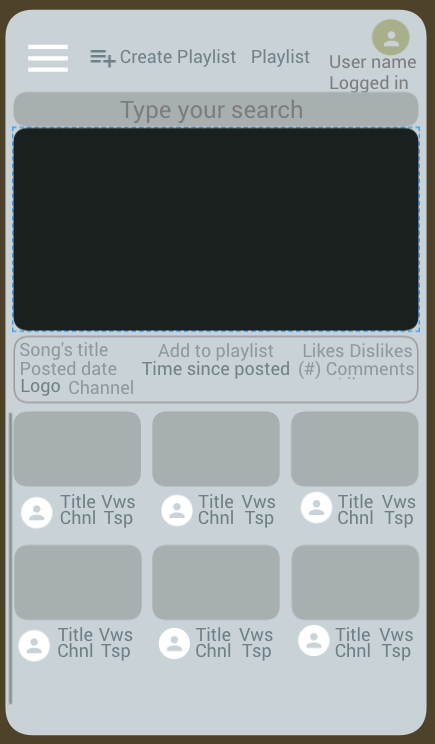 Create Playlist Playlist
User name
Logged in
Type your search
Song's title Add to playlist Likes Dislikes
Posted date Time since posted (#) Comments
Logo Channel
Title Vws Title Vws Title Vws
Chnl Tsp Chnl Tsp Chnl Tsp
Title Vws Title Vws Title Vws
Chnl Tsp Chnl Tsp Chnl Tsp